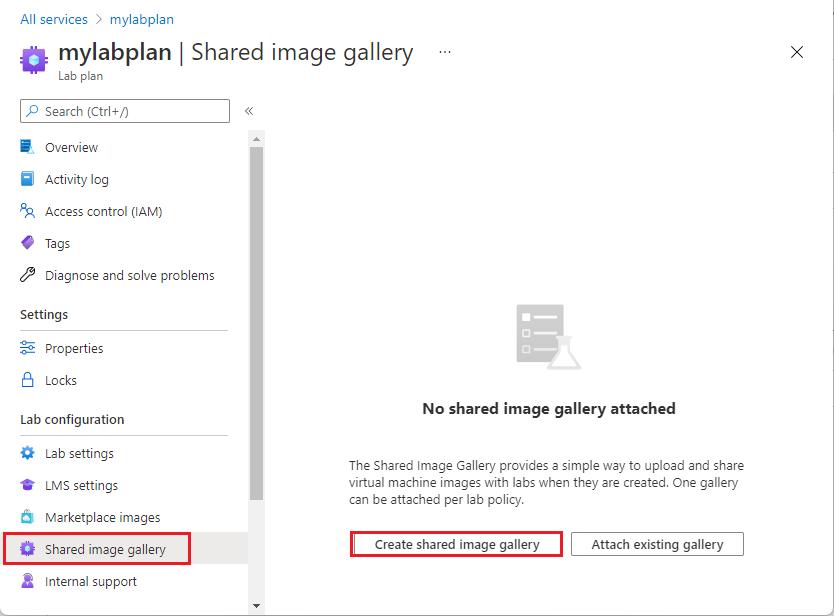 All services > mylabplan
mylabplan | Shared image gallery ...
Lab plan
Search (Ctrl+/)
«
Overview
Activity log
Access control (IAM)
Tags
Diagnose and solve problems
Settings
Properties
Locks
Lab configuration
Lab settings
LMS settings
Marketplace images
Shared image gallery
Internal support
No shared image gallery attached
The Shared Image Gallery provides a simple way to upload and share
virtual machine images with labs when they are created. One gallery
can be attached per lab policy.
Create shared image gallery
Attach existing gallery